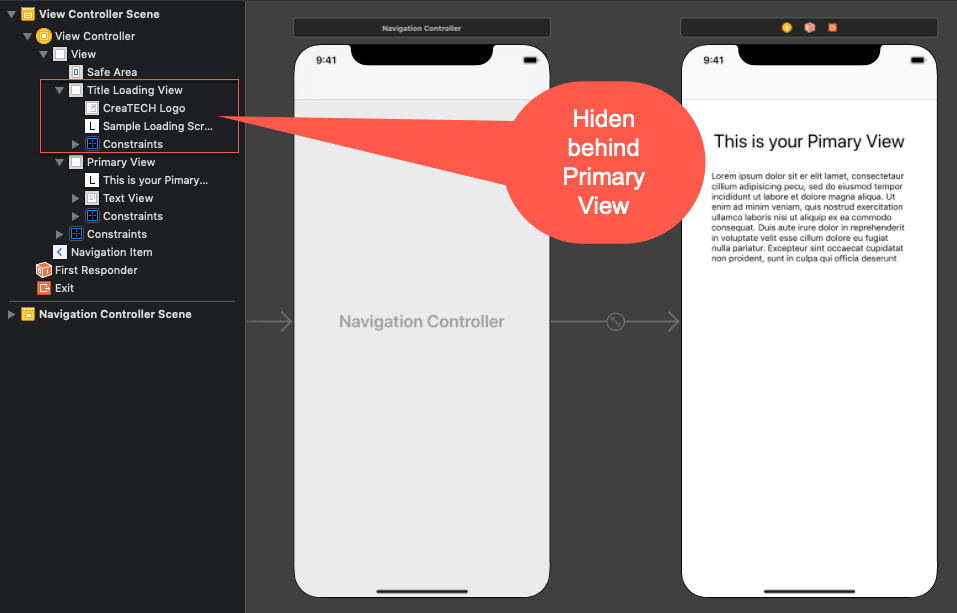 View Controller Scene
View Controller
View
Safe Area
Title Loading View
CreaTECH Logo
L Sample Loading Scr...
Constraints
Primary View
L This is your Pimary...
Text View
Constraints
Constraints
Navigation Item
First Responder
Exit
Navigation Controller Scene
Navigation Controller
9:41
Navigation Controller
Hiden
behind
Primary
View
9:41
This is your Pimary View
Lorem ipsum dolor sit er elit lamet, consectetaur
cillium adipisicing pecu, sed do eiusmod tempor
incididunt ut labore et dolore magna aliqua. Ut
enim ad minim veniam, quis nostrud exercitation
ullamco laboris nisi ut aliquip ex ea commodo
consequat. Duis aute irure dolor in reprehenderit
in voluptate velit esse cillum dolore eu fugiat
nulla pariatur. Excepteur sint occaecat cupidatat
non proident, sunt in culpa qui officia deserunt